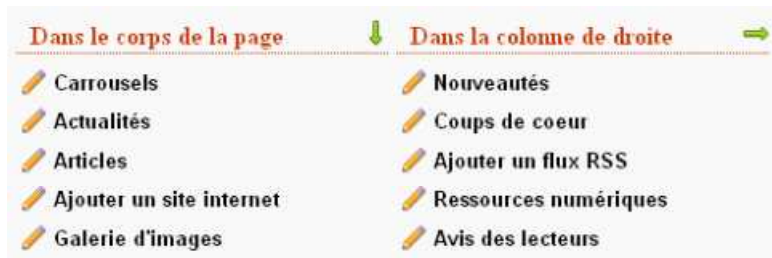 Dans le corps de la page
Carrousels
Actualités
Articles
Ajouter un site internet
Galerie d'images
Dans la colonne de droite
Nouveautés
Coups de coeur
Ajouter un flux RSS
Ressources numériques
Avis des lecteurs